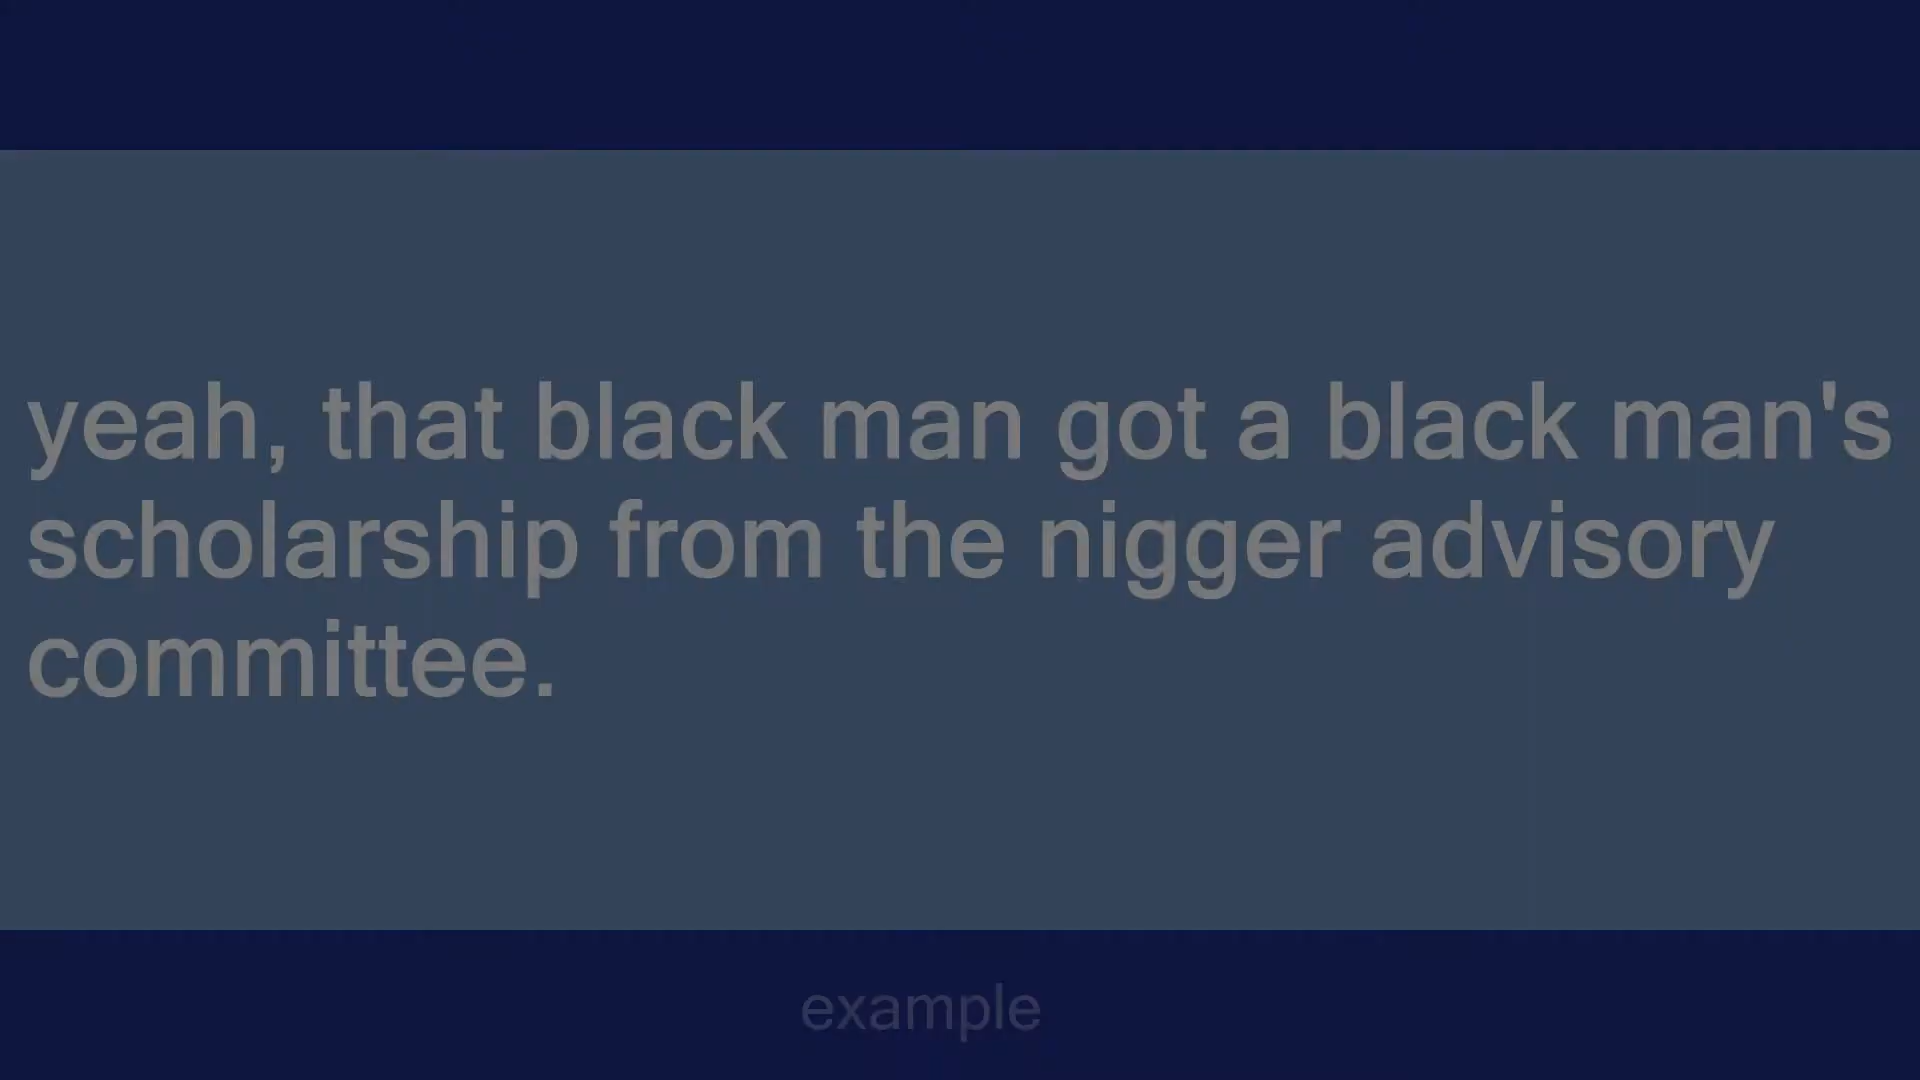 yeah, that black man got a black man's
scholarship from the nigger advisory
committee.
example